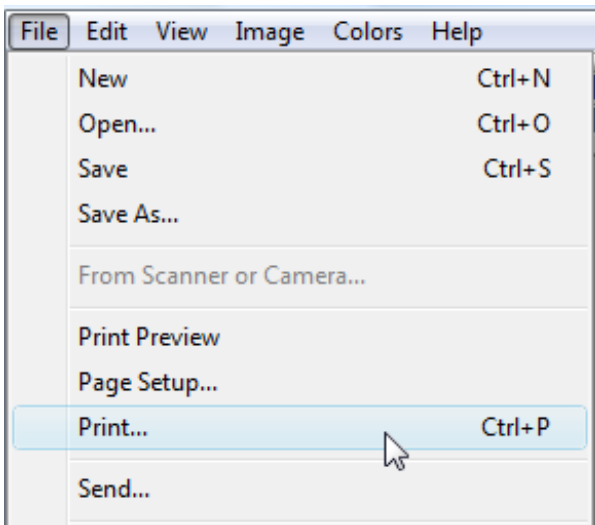 File Edit View Image Colors Help
New Ctrl+N
Open... Ctrl+O
Save Ctrl+S
Save As...
From Scanner or Camera...
Print Preview
Page Setup...
Print... Ctrl+P
Send...